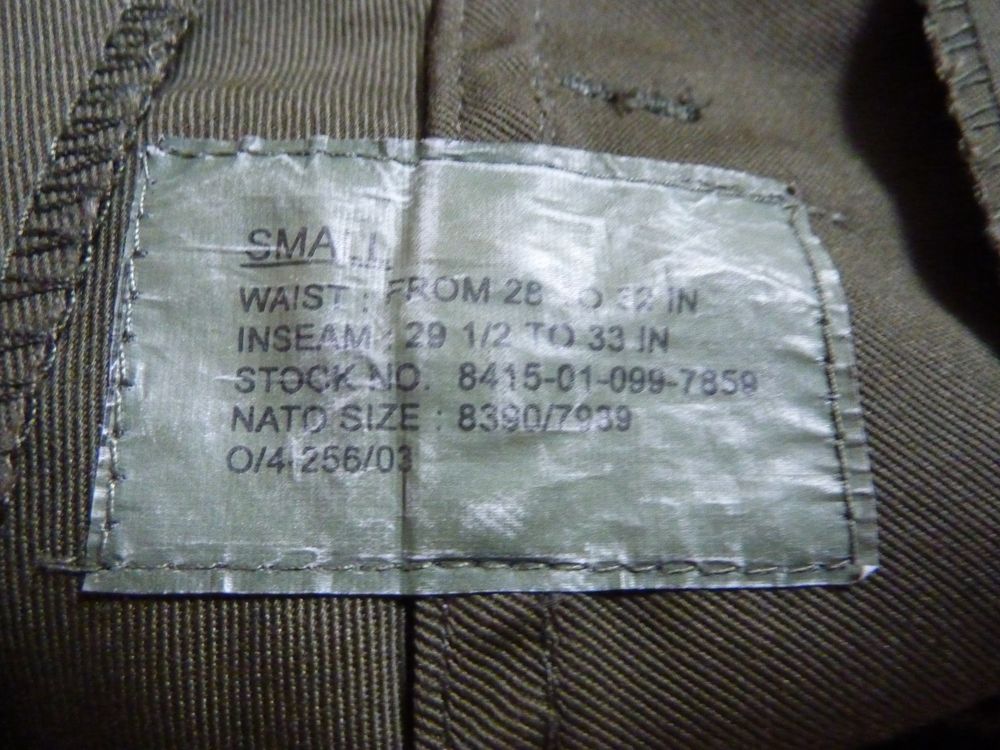 SMALL
WAIST : FROM 28 TO 32 IN
INSEAM : 29 1/2 TO 33 IN
STOCK NO. 8415-01-099-7859
NATO SIZE : 8390/7939
O/4-256/03